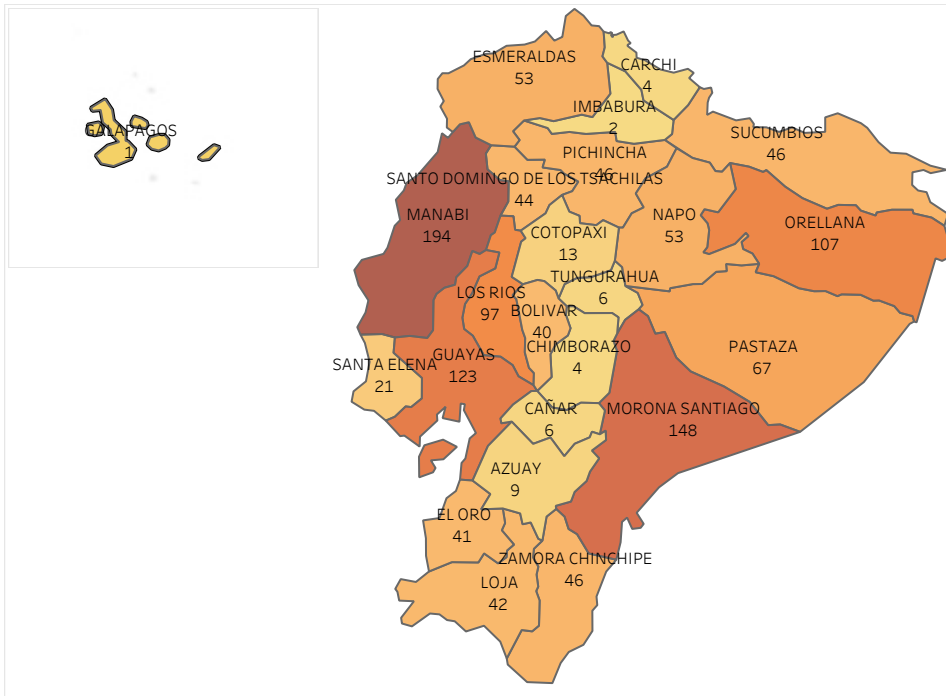 ESMERALDAS
53
CARCHI
4
IMBABURA
2
GALAPAGOS
1
SUCUMBIOS
46
PICHINCHA
46
SANTO DOMINGO DE LOS TSACHILAS
44
MANABI
194
NAPO
53
ORELLANA
107
COTOPAXI
13
TUNGURAHUA
6
LOS RIOS
97
BOLIVAR
40
CHIMBORAZO
4
PASTAZA
67
GUAYAS
123
SANTA ELENA
21
CAÑAR
6
MORONA SANTIAGO
148
AZUAY
9
EL ORO
41
ZAMORA CHINCHIPE
46
LOJA
42